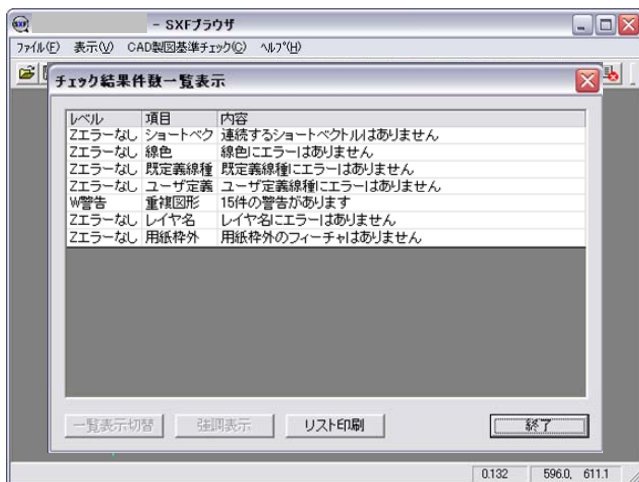 - SXFブラウザ
ファイル(F) 表示(V) CAD製図基準チェック(C) ヘルプ(H)
チェック結果件数一覧表示
レベル 項目 内容
Zエラーなし ショートベク 連続するショートベクトルはありません
Zエラーなし 線色 線色にエラーはありません
Zエラーなし 既定義線種 既定義線種にエラーはありません
Zエラーなし ユーザ定義 ユーザ定義線種にエラーはありません
W警告 重複図形 15件の警告があります
Zエラーなし レイヤ名 レイヤ名にエラーはありません
Zエラーなし 用紙枠外 用紙枠外のフィーチャはありません
一覧表示切替 強調表示 リスト印刷 終了
0.132 596.0, 611.1